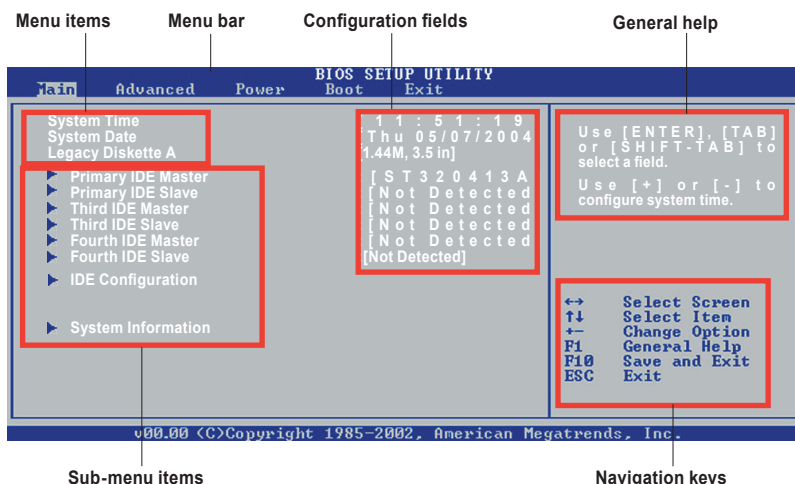 Menu items Menu bar Configuration fields General help
BIOS SETUP UTILITY
Main Advanced Power Boot Exit
System Time
System Date
Legacy Diskette A
Primary IDE Master
Primary IDE Slave
Third IDE Master
Third IDE Slave
Fourth IDE Master
Fourth IDE Slave
IDE Configuration
System Information
11:51:19
Thu 05/07/2004
[1.44M, 3.5 in]
[ST320413A
[Not Detected
[Not Detected
[Not Detected
[Not Detected
[Not Detected]
Use [ENTER], [TAB]
or [SHIFT-TAB] to
select a field.
Use [+] or [-] to
configure system time.
↔ Select Screen
↑↓ Select Item
+- Change Option
F1 General Help
F10 Save and Exit
ESC Exit
v00.00 (C)Copyright 1985-2002, American Megatrends, Inc.
Sub-menu items Navigation keys